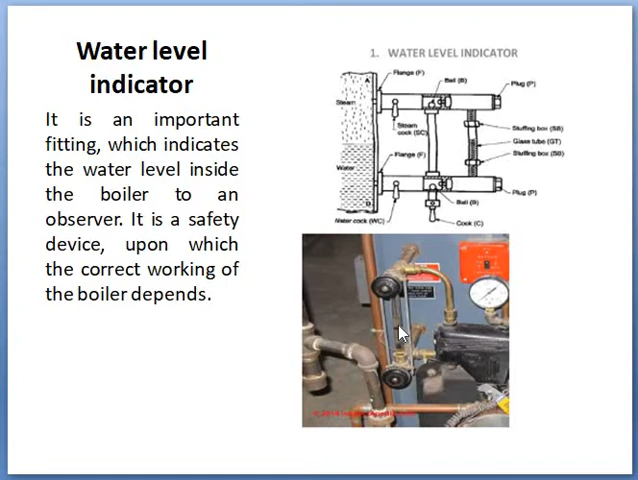 Water level
indicator
It is an important
fitting, which indicates
the water level inside
the boiler to an
observer. It is a safety
device, upon which
the correct working of
the boiler depends.
1. WATER LEVEL INDICATOR
Flange (F)
A
Ball (B)
Plug (P)
Steam
Steam
cock (SC)
Stuffing box (SB)
Glass tube (GT)
Stuffing box (SB)
Flange (F)
Water
Plug (P)
Ball (B)
Water cock (WC)
Cock (C)